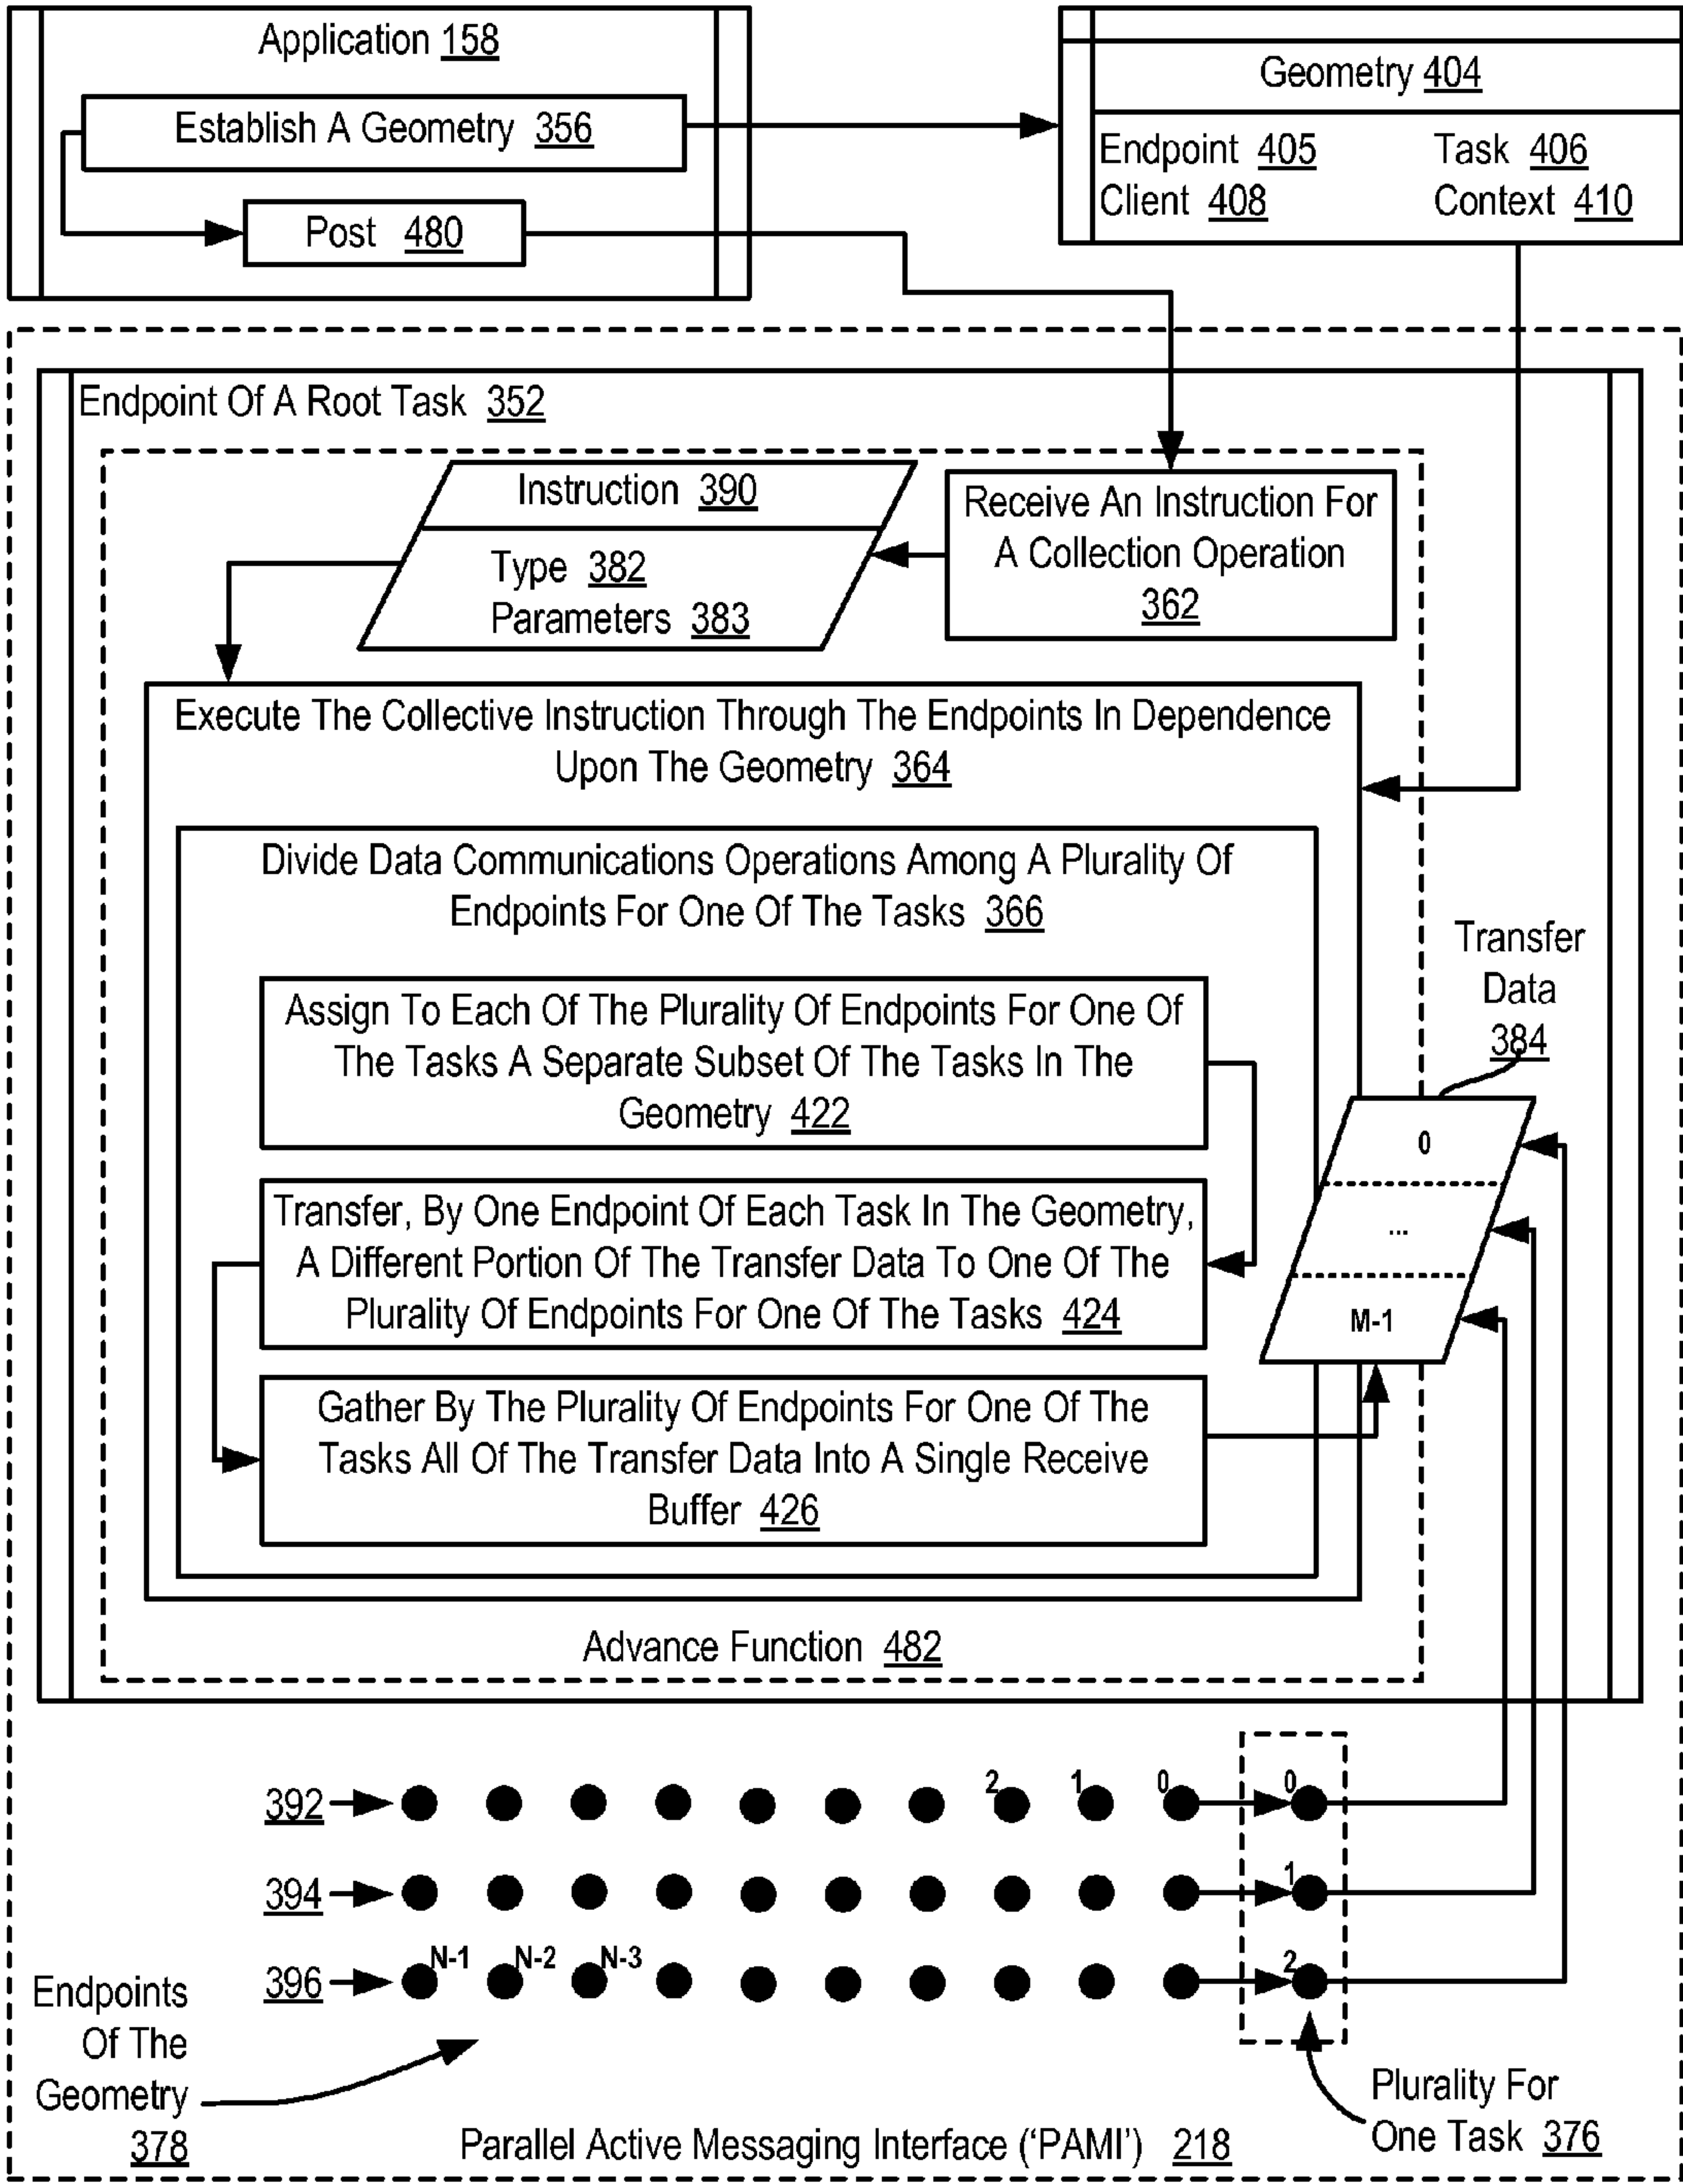 Application 158
Establish A Geometry 356
Post 480
Geometry 404
Endpoint 405 Task 406
Client 408 Context 410
Endpoint Of A Root Task 352
Instruction 390
Type 382
Parameters 383
Receive An Instruction For
A Collection Operation
362
Execute The Collective Instruction Through The Endpoints In Dependence
Upon The Geometry 364
Divide Data Communications Operations Among A Plurality Of
Endpoints For One Of The Tasks 366
Transfer
Data
384
Assign To Each Of The Plurality Of Endpoints For One Of
The Tasks A Separate Subset Of The Tasks In The
Geometry 422
Transfer, By One Endpoint Of Each Task In The Geometry,
A Different Portion Of The Transfer Data To One Of The
Plurality Of Endpoints For One Of The Tasks 424
Gather By The Plurality Of Endpoints For One Of The
Tasks All Of The Transfer Data Into A Single Receive
Buffer 426
0
...
M-1
Advance Function 482
392
2 1 0 0
394
1
396
N-1 N-2 N-3 2
Endpoints
Of The
Geometry
378
Plurality For
One Task 376
Parallel Active Messaging Interface (‘PAMI’) 218